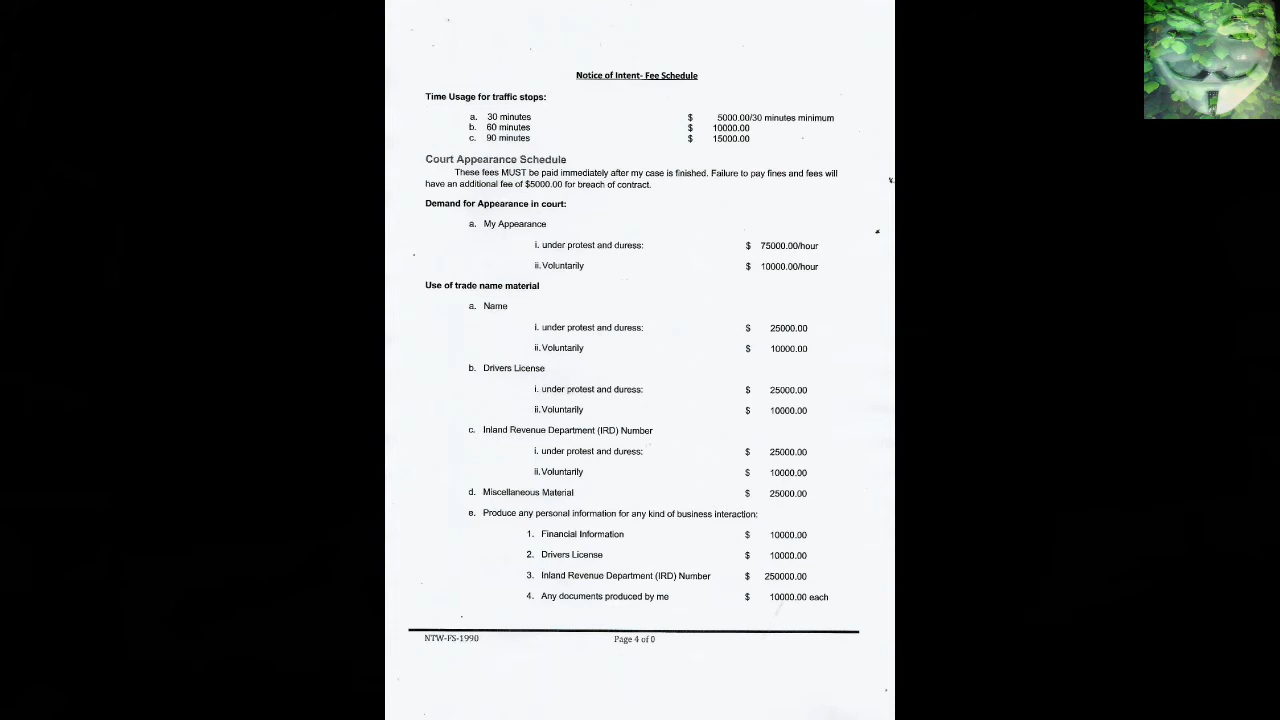 Notice of Intent- Fee Schedule
Time Usage for traffic stops:
a. 30 minutes $ 5000.00/30 minutes minimum
b. 60 minutes $ 10000.00
c. 90 minutes $ 15000.00
Court Appearance Schedule
These fees MUST be paid immediately after my case is finished. Failure to pay fines and fees will
have an additional fee of $5000.00 for breach of contract.
Demand for Appearance in court:
a. My Appearance
i. under protest and duress: $ 75000.00/hour
ii. Voluntarily $ 10000.00/hour
Use of trade name material
a. Name
i. under protest and duress: $ 25000.00
ii. Voluntarily $ 10000.00
b. Drivers License
i. under protest and duress: $ 25000.00
ii. Voluntarily $ 10000.00
c. Inland Revenue Department (IRD) Number
i. under protest and duress: $ 25000.00
ii. Voluntarily $ 10000.00
d. Miscellaneous Material $ 25000.00
e. Produce any personal information for any kind of business interaction:
1. Financial Information $ 10000.00
2. Drivers License $ 10000.00
3. Inland Revenue Department (IRD) Number $ 250000.00
4. Any documents produced by me $ 10000.00 each
NTW-FS-1990 Page 4 of 0